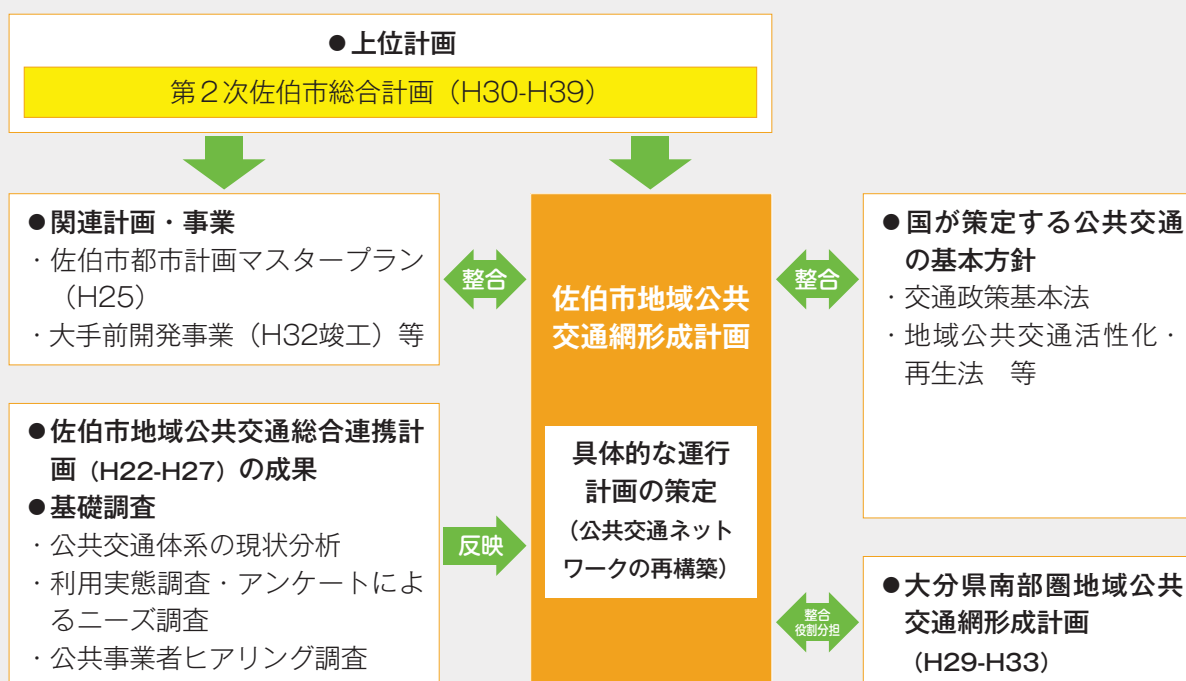 ●上位計画
第2次佐伯市総合計画（H30-H39）
●関連計画・事業
・佐伯市都市計画マスタープラン
（H25）
・大手前開発事業（H32竣工）等
整合
佐伯市地域公共
交通網形成計画
整合
●国が策定する公共交通
の基本方針
・交通政策基本法
・地域公共交通活性化・
再生法　等
●佐伯市地域公共交通総合連携計
画（H22-H27）の成果
●基礎調査
・公共交通体系の現状分析
・利用実態調査・アンケートによ
るニーズ調査
・公共事業者ヒアリング調査
反映
具体的な運行
計画の策定
（公共交通ネット
ワークの再構築）
整合
役割分担
●大分県南部圏地域公共
交通網形成計画
（H29-H33）